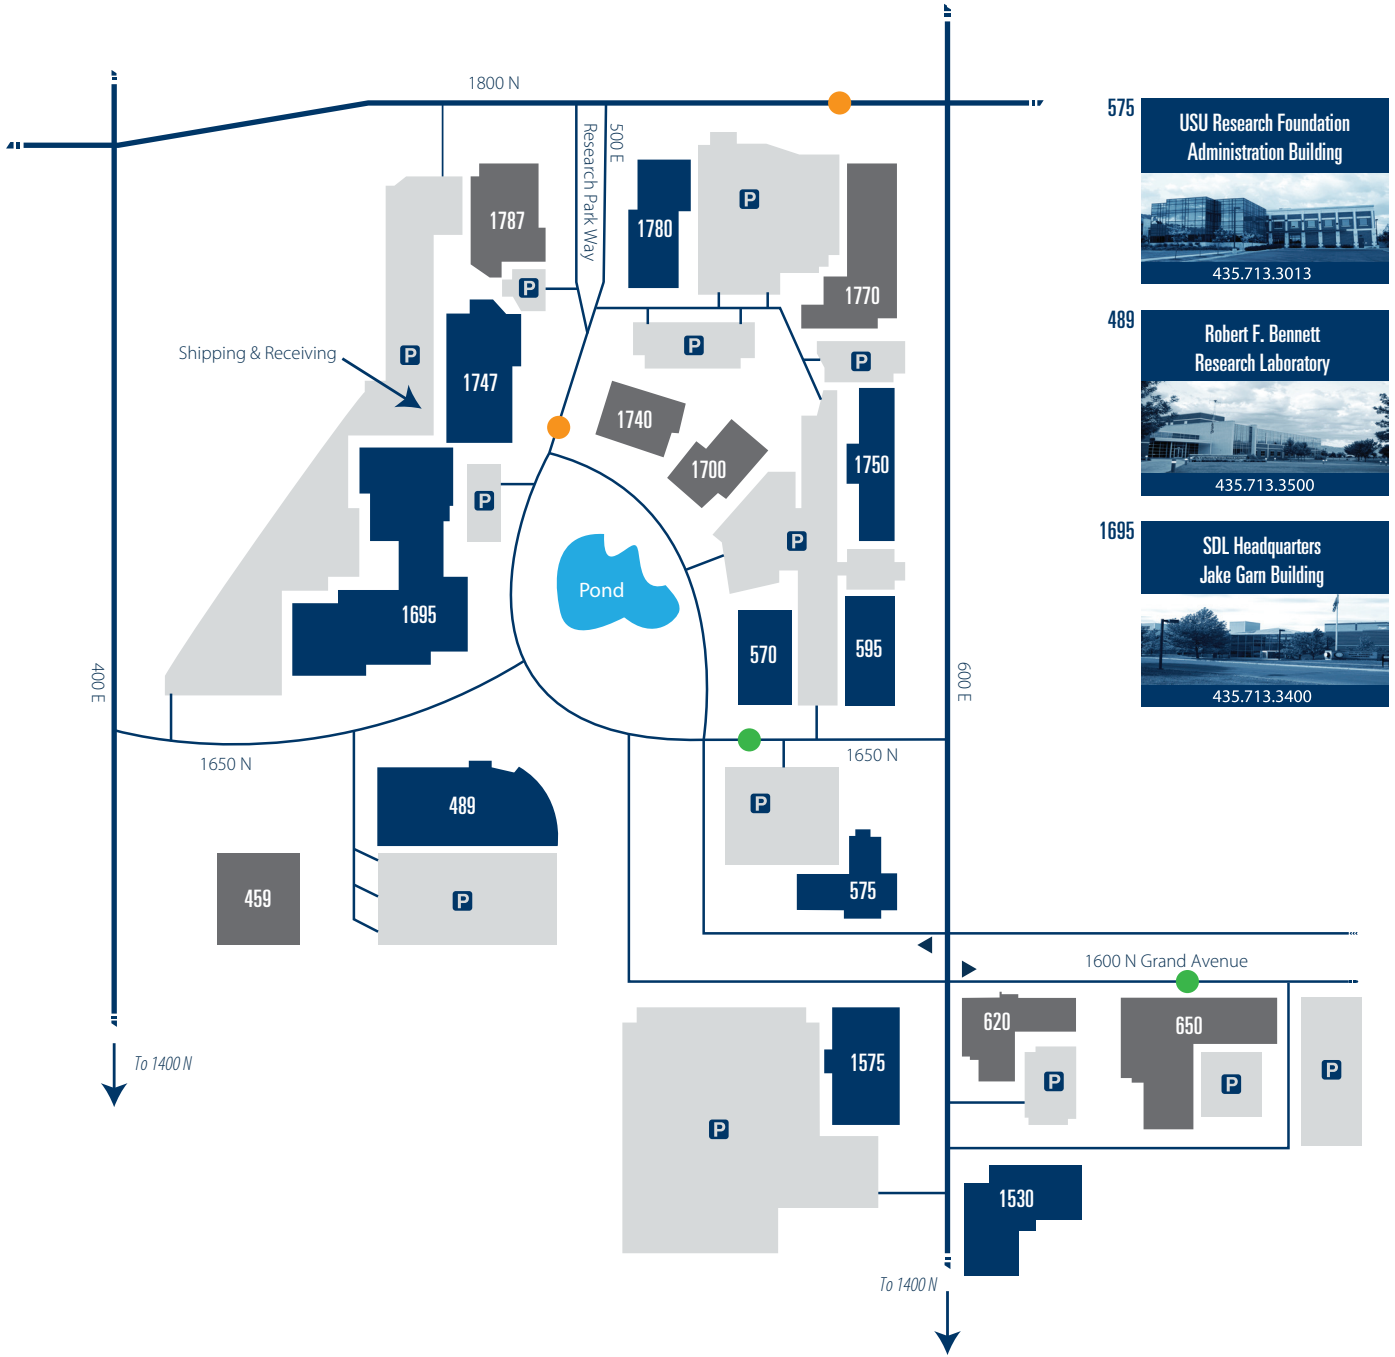 1800 N
500 E
Research Park Way
575
USU Research Foundation
Administration Building
435.713.3013
1787
1780
P
1770
P
489
Robert F. Bennett
Research Laboratory
435.713.3500
Shipping & Receiving
P
1747
P
P
1740
1700
1750
P
P
1695
SDL Headquarters
Jake Garn Building
435.713.3400
Pond
1695
570
595
400 E
600 E
1650 N
1650 N
489
P
575
459
P
1600 N Grand Avenue
620
650
1575
P
P
P
To 1400 N
P
1530
To 1400 N